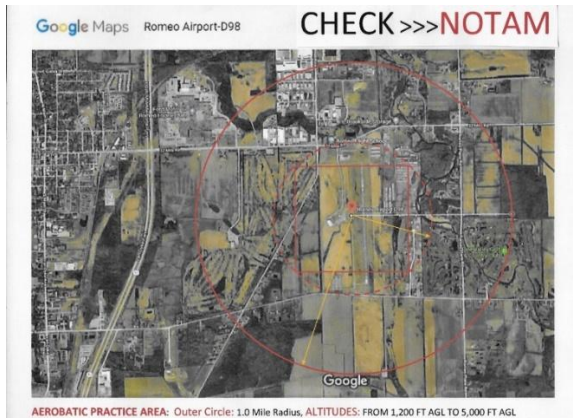 Google Maps Romeo Airport-D98 CHECK >>>NOTAM
Google
AEROBATIC PRACTICE AREA: Outer Circle: 1.0 Mile Radius, ALTITUDES: FROM 1,200 FT AGL TO 5,000 FT AGL